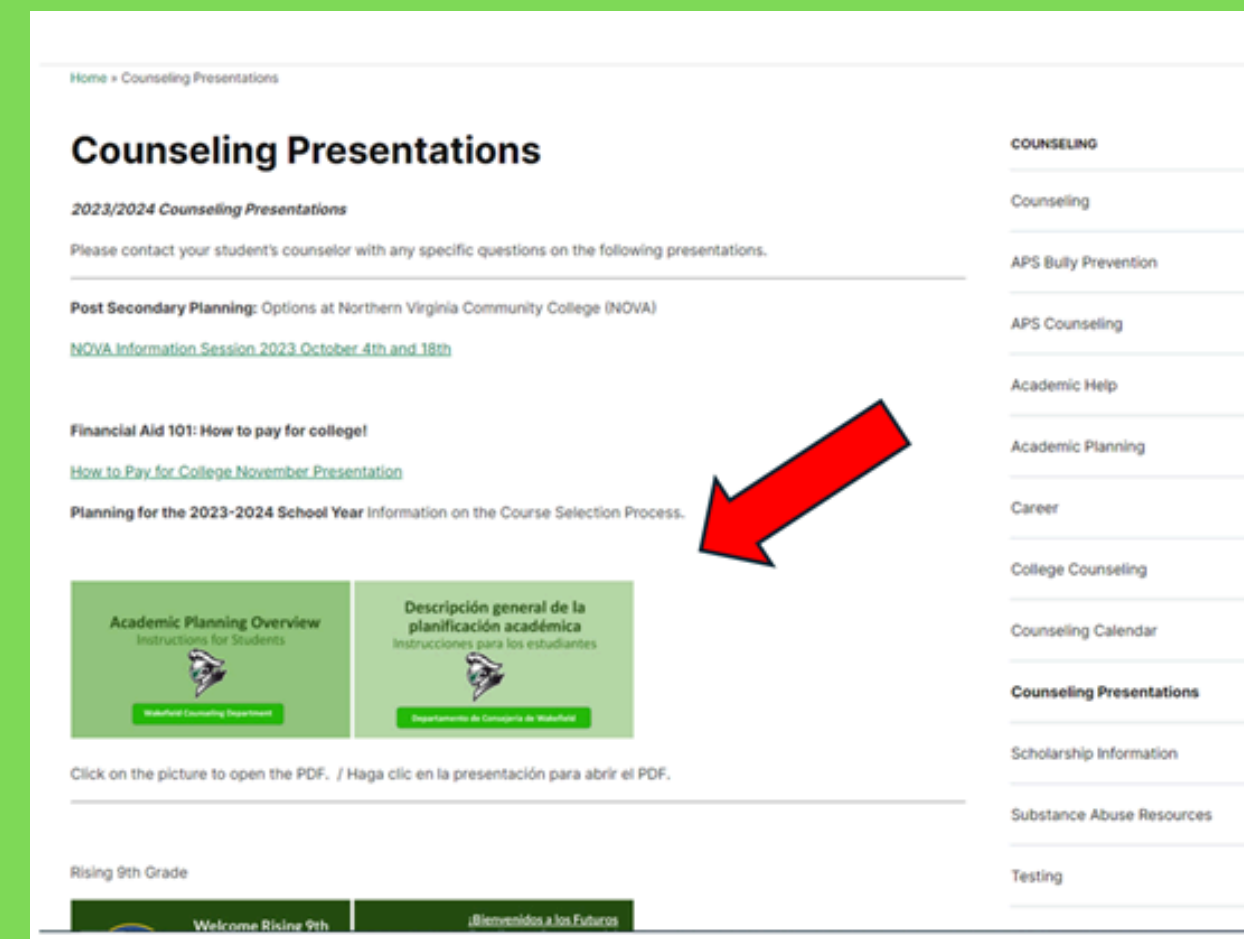 Home » Counseling Presentations
Counseling Presentations
2023/2024 Counseling Presentations
Please contact your student's counselor with any specific questions on the following presentations.
Post Secondary Planning: Options at Northern Virginia Community College (NOVA)
NOVA Information Session 2023 October 4th and 18th
Financial Aid 101: How to pay for college!
How to Pay for College November Presentation
Planning for the 2023-2024 School Year Information on the Course Selection Process.
Academic Planning Overview
Instructions for Students
Wakefield Counseling Department
Descripción general de la
planificación académica
Instrucciones para los estudiantes
Departamento de Consejería de Wakefield
Click on the picture to open the PDF. / Haga clic en la presentación para abrir el PDF.
Rising 9th Grade
Welcome Rising 9th
¡Bienvenidos a los Futuros
COUNSELING
Counseling
APS Bully Prevention
APS Counseling
Academic Help
Academic Planning
Career
College Counseling
Counseling Calendar
Counseling Presentations
Scholarship Information
Substance Abuse Resources
Testing